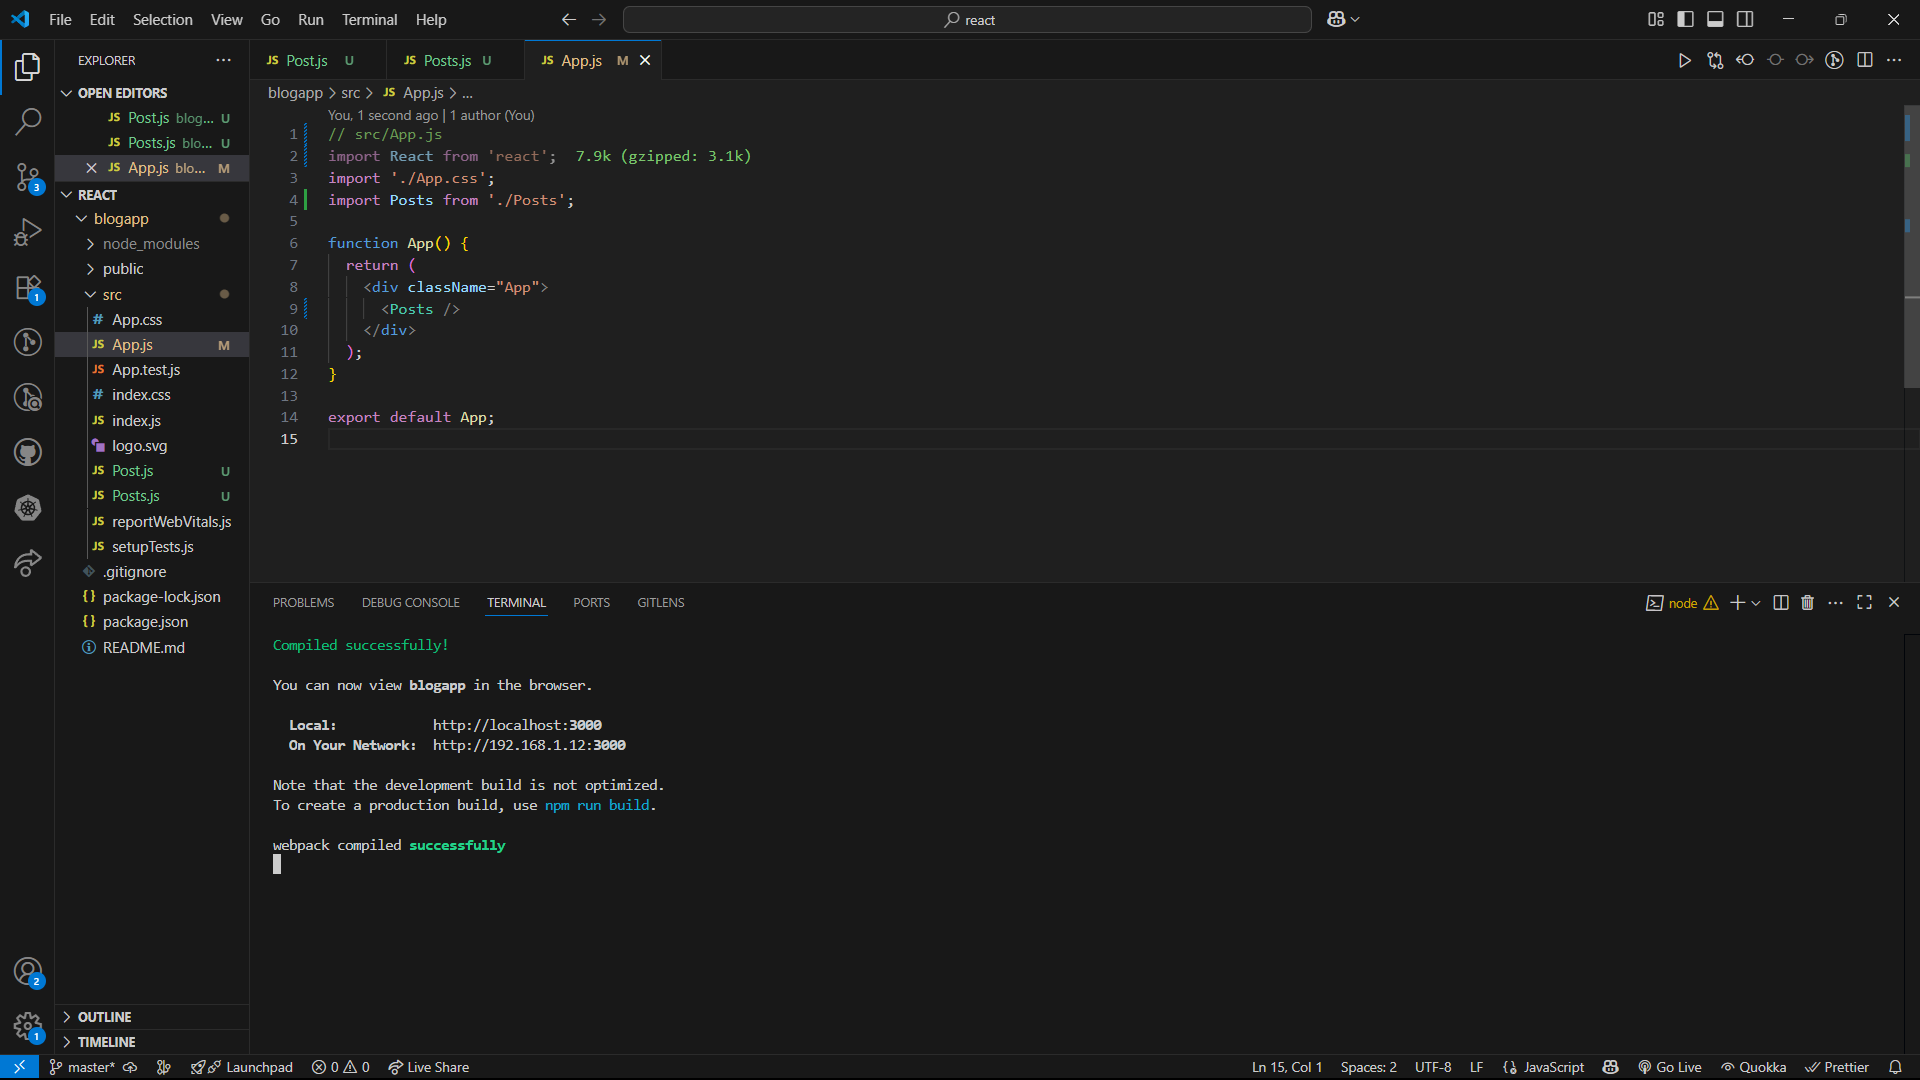 File Edit Selection View Go Run Terminal Help
react
EXPLORER
OPEN EDITORS
JS Post.js blog... U
JS Posts.js blo... U
JS App.js blo... M
REACT
blogapp
node_modules
public
src
# App.css
JS App.js M
JS App.test.js
# index.css
JS index.js
logo.svg
JS Post.js U
JS Posts.js U
JS reportWebVitals.js
JS setupTests.js
.gitignore
{} package-lock.json
{} package.json
README.md
OUTLINE
TIMELINE
3
1
2
1
JS Post.js U
JS Posts.js U
JS App.js M
blogapp > src > JS App.js > ...
You, 1 second ago | 1 author (You)
1 // src/App.js
2 import React from 'react'; 7.9k (gzipped: 3.1k)
3 import './App.css';
4 import Posts from './Posts';
5
6 function App() {
7 return (
8 <div className="App">
9 <Posts />
10 </div>
11 );
12 }
13
14 export default App;
15
PROBLEMS DEBUG CONSOLE TERMINAL PORTS GITLENS
node
Compiled successfully!
You can now view blogapp in the browser.
Local: http://localhost:3000
On Your Network: http://192.168.1.12:3000
Note that the development build is not optimized.
To create a production build, use npm run build.
webpack compiled successfully
master* Launchpad 0 0 Live Share
Ln 15, Col 1 Spaces: 2 UTF-8 LF {} JavaScript Go Live Quokka Prettier